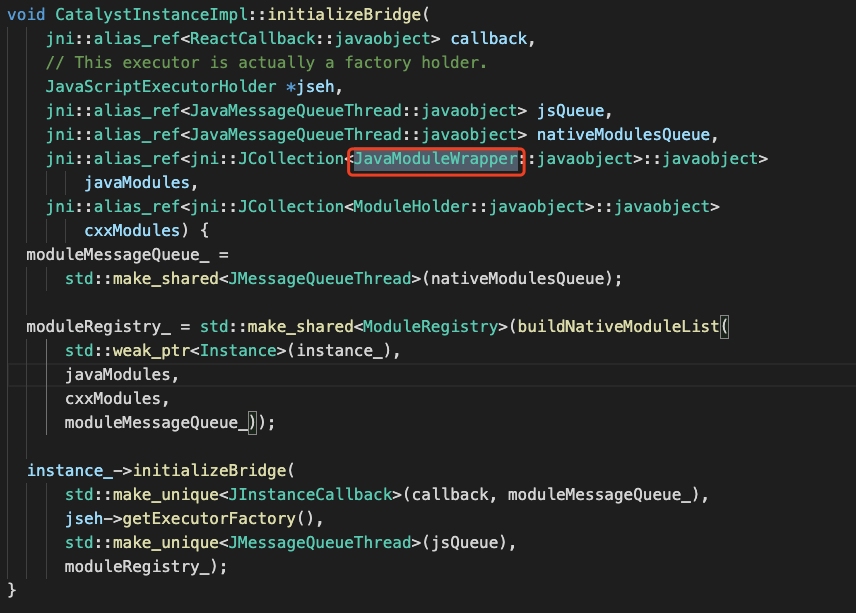 void CatalystInstanceImpl::initializeBridge(
    jni::alias_ref<ReactCallback::javaobject> callback,
    // This executor is actually a factory holder.
    JavaScriptExecutorHolder *jseh,
    jni::alias_ref<JavaMessageQueueThread::javaobject> jsQueue,
    jni::alias_ref<JavaMessageQueueThread::javaobject> nativeModulesQueue,
    jni::alias_ref<jni::JCollection<JavaModuleWrapper::javaobject>::javaobject>
        javaModules,
    jni::alias_ref<jni::JCollection<ModuleHolder::javaobject>::javaobject>
        cxxModules) {
  moduleMessageQueue_ =
      std::make_shared<JMessageQueueThread>(nativeModulesQueue);

  moduleRegistry_ = std::make_shared<ModuleRegistry>(buildNativeModuleList(
      std::weak_ptr<Instance>(instance_),
      javaModules,
      cxxModules,
      moduleMessageQueue_));

  instance_->initializeBridge(
      std::make_unique<JInstanceCallback>(callback, moduleMessageQueue_),
      jseh->getExecutorFactory(),
      std::make_unique<JMessageQueueThread>(jsQueue),
      moduleRegistry_);
}